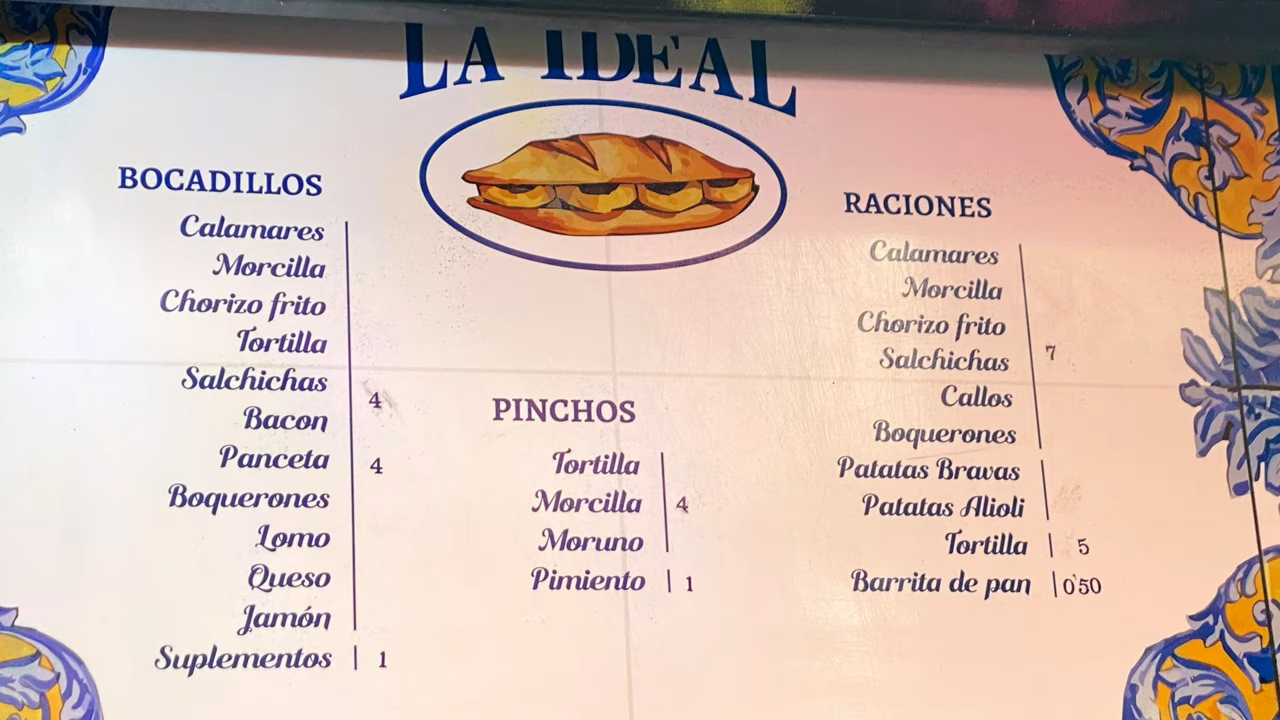 LA IDEAL
BOCADILLOS
Calamares
Morcilla
Chorizo frito
Tortilla
Salchichas
4
Bacon
Panceta
4
Boquerones
Lomo
Queso
Jamón
Suplementos | 1
PINCHOS
Tortilla
Morcilla 4
Moruno
Pimiento | 1
RACIONES
Calamares
Morcilla
Chorizo frito
Salchichas 7
Callos
Boquerones
Patatas Bravas
Patatas Alioli
Tortilla | 5
Barrita de pan | 0'50